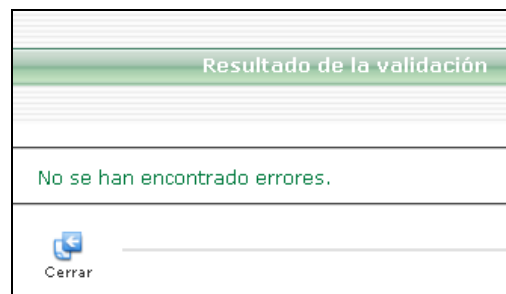 Resultado de la validación
No se han encontrado errores.
Cerrar